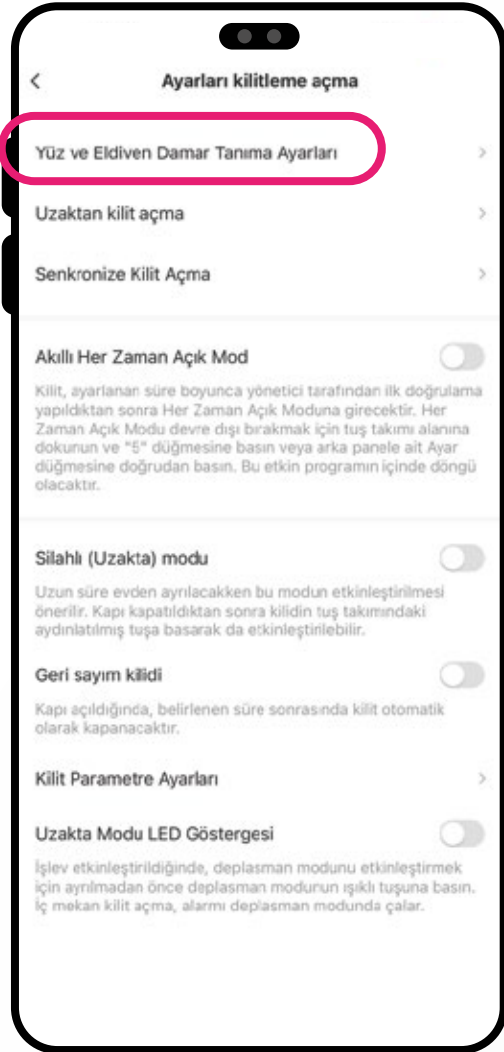 Ayarları kilitleme açma
Yüz ve Eldiven Damar Tanıma Ayarları
Uzaktan kilit açma
Senkronize Kilit Açma
Akıllı Her Zaman Açık Mod
Kilit, ayarlanan süre boyunca yönetici tarafından ilk doğrulama
yapıldıktan sonra Her Zaman Açık Moduna girecektir. Her
Zaman Açık Modu devre dışı bırakmak için tuş takımı alanına
dokunun ve "5" düğmesine basın veya arka panele ait Ayar
düğmesine doğrudan basın. Bu etkin programın içinde döngü
olacaktır.
Silahlı (Uzakta) modu
Uzun süre evden ayrılacakken bu modun etkinleştirilmesi
önerilir. Kapı kapatıldıktan sonra kilidin tuş takımındaki
aydınlatılmış tuşa basarak da etkinleştirilebilir.
Geri sayım kilidi
Kapı açıldığında, belirlenen süre sonrasında kilit otomatik
olarak kapanacaktır.
Kilit Parametre Ayarları
Uzakta Modu LED Göstergesi
İşlev etkinleştirildiğinde, deplasman modunu etkinleştirmek
için ayrılmadan önce deplasman modurun ışıklı tuşuna basın.
İç mekan kilit açma, alarmı deplasman modunda çalar.